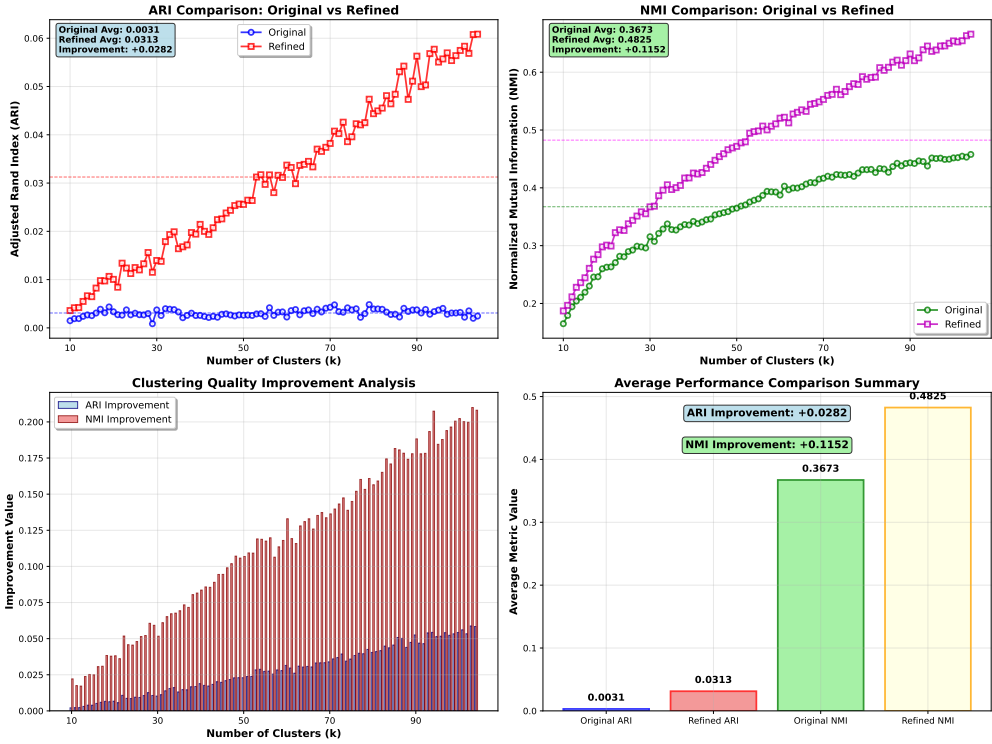 ARI Comparison: Original vs Refined
Original Avg: 0.0031
Refined Avg: 0.0313
Improvement: +0.0282
Original
Refined
Adjusted Rand Index (ARI)
0.06
0.05
0.04
0.03
0.02
0.01
0.00
10
30
50
70
90
Number of Clusters (k)
NMI Comparison: Original vs Refined
Original Avg: 0.3673
Refined Avg: 0.4825
Improvement: +0.1152
Normalized Mutual Information (NMI)
0.6
0.5
0.4
0.3
0.2
Original
Refined
10
30
50
70
90
Number of Clusters (k)
Clustering Quality Improvement Analysis
ARI Improvement
NMI Improvement
Improvement Value
0.200
0.175
0.150
0.125
0.100
0.075
0.050
0.025
0.000
10
30
50
70
90
Number of Clusters (k)
Average Performance Comparison Summary
ARI Improvement: +0.0282
NMI Improvement: +0.1152
Average Metric Value
0.5
0.4
0.3
0.2
0.1
0.0
0.0031
0.0313
0.3673
0.4825
Original ARI
Refined ARI
Original NMI
Refined NMI